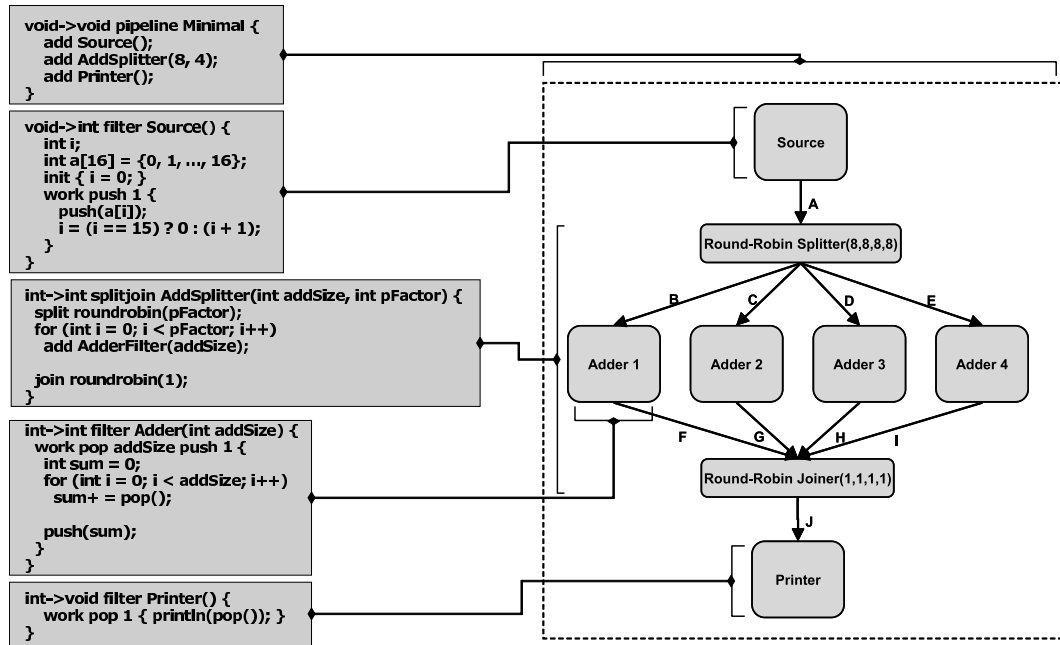 void->void pipeline Minimal {
add Source();
add AddSplitter(8, 4);
add Printer();
}
void->int filter Source() {
int i;
int a[16] = {0, 1, ..., 16};
init { i = 0; }
work push 1 {
push(a[i]);
i = (i == 15) ? 0 : (i + 1);
}
}
int->int splitjoin AddSplitter(int addSize, int pFactor) {
split roundrobin(pFactor);
for (int i = 0; i < pFactor; i++)
add AdderFilter(addSize);
join roundrobin(1);
}
int->int filter Adder(int addSize) {
work pop addSize push 1 {
int sum = 0;
for (int i = 0; i < addSize; i++)
sum+ = pop();
push(sum);
}
}
int->void filter Printer() {
work pop 1 { println(pop()); }
}
Source
A
Round-Robin Splitter(8,8,8,8)
B C D E
Adder 1 Adder 2 Adder 3 Adder 4
F G H I
Round-Robin Joiner(1,1,1,1)
J
Printer